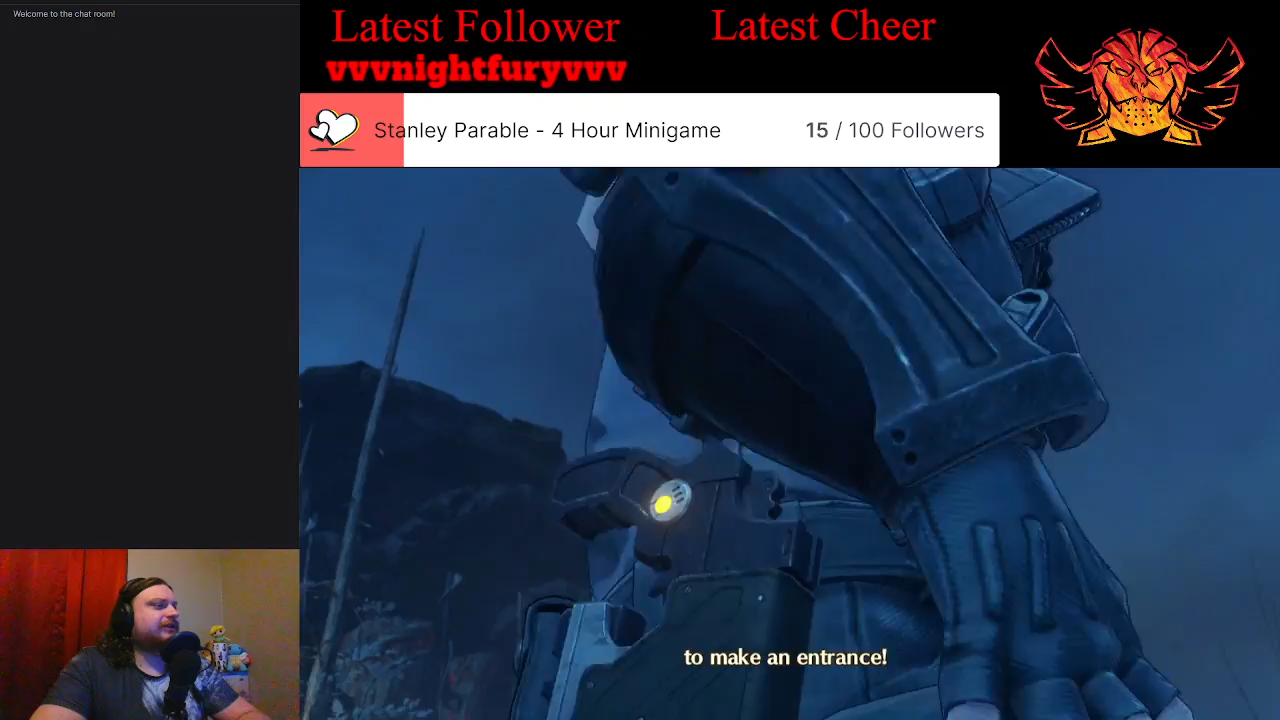 Welcome to the chat room!
Latest Follower
vvvnightfuryvvv
Latest Cheer
Stanley Parable - 4 Hour Minigame
15 / 100 Followers
to make an entrance!